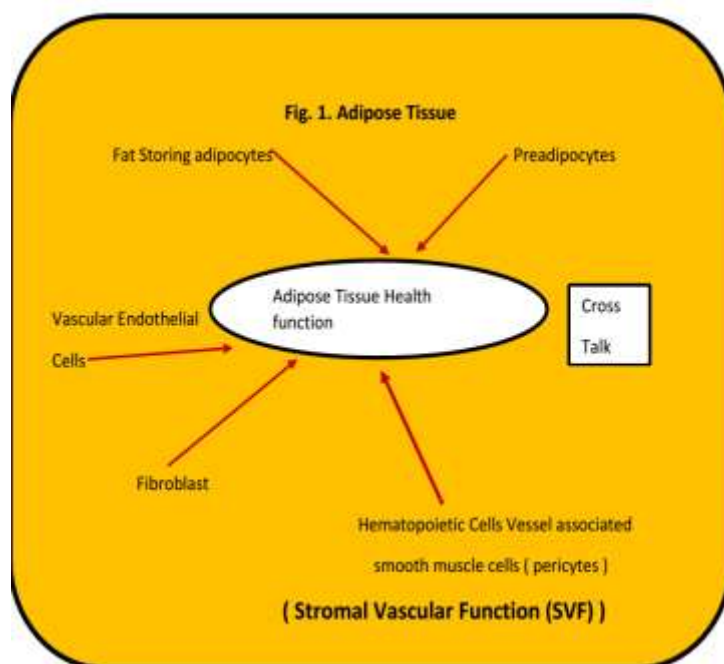 Fig. 1. Adipose Tissue
Fat Storing adipocytes
Preadipocytes
Adipose Tissue Health
function
Cross
Talk
Vascular Endothelial
Cells
Fibroblast
Hematopoietic Cells Vessel associated
smooth muscle cells ( pericytes )
( Stromal Vascular Function (SVF) )